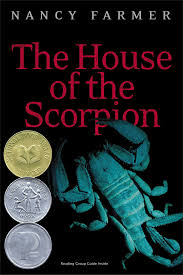 NANCY FARMER
The House
of the
Scorpion
Reading Group Guide Inside